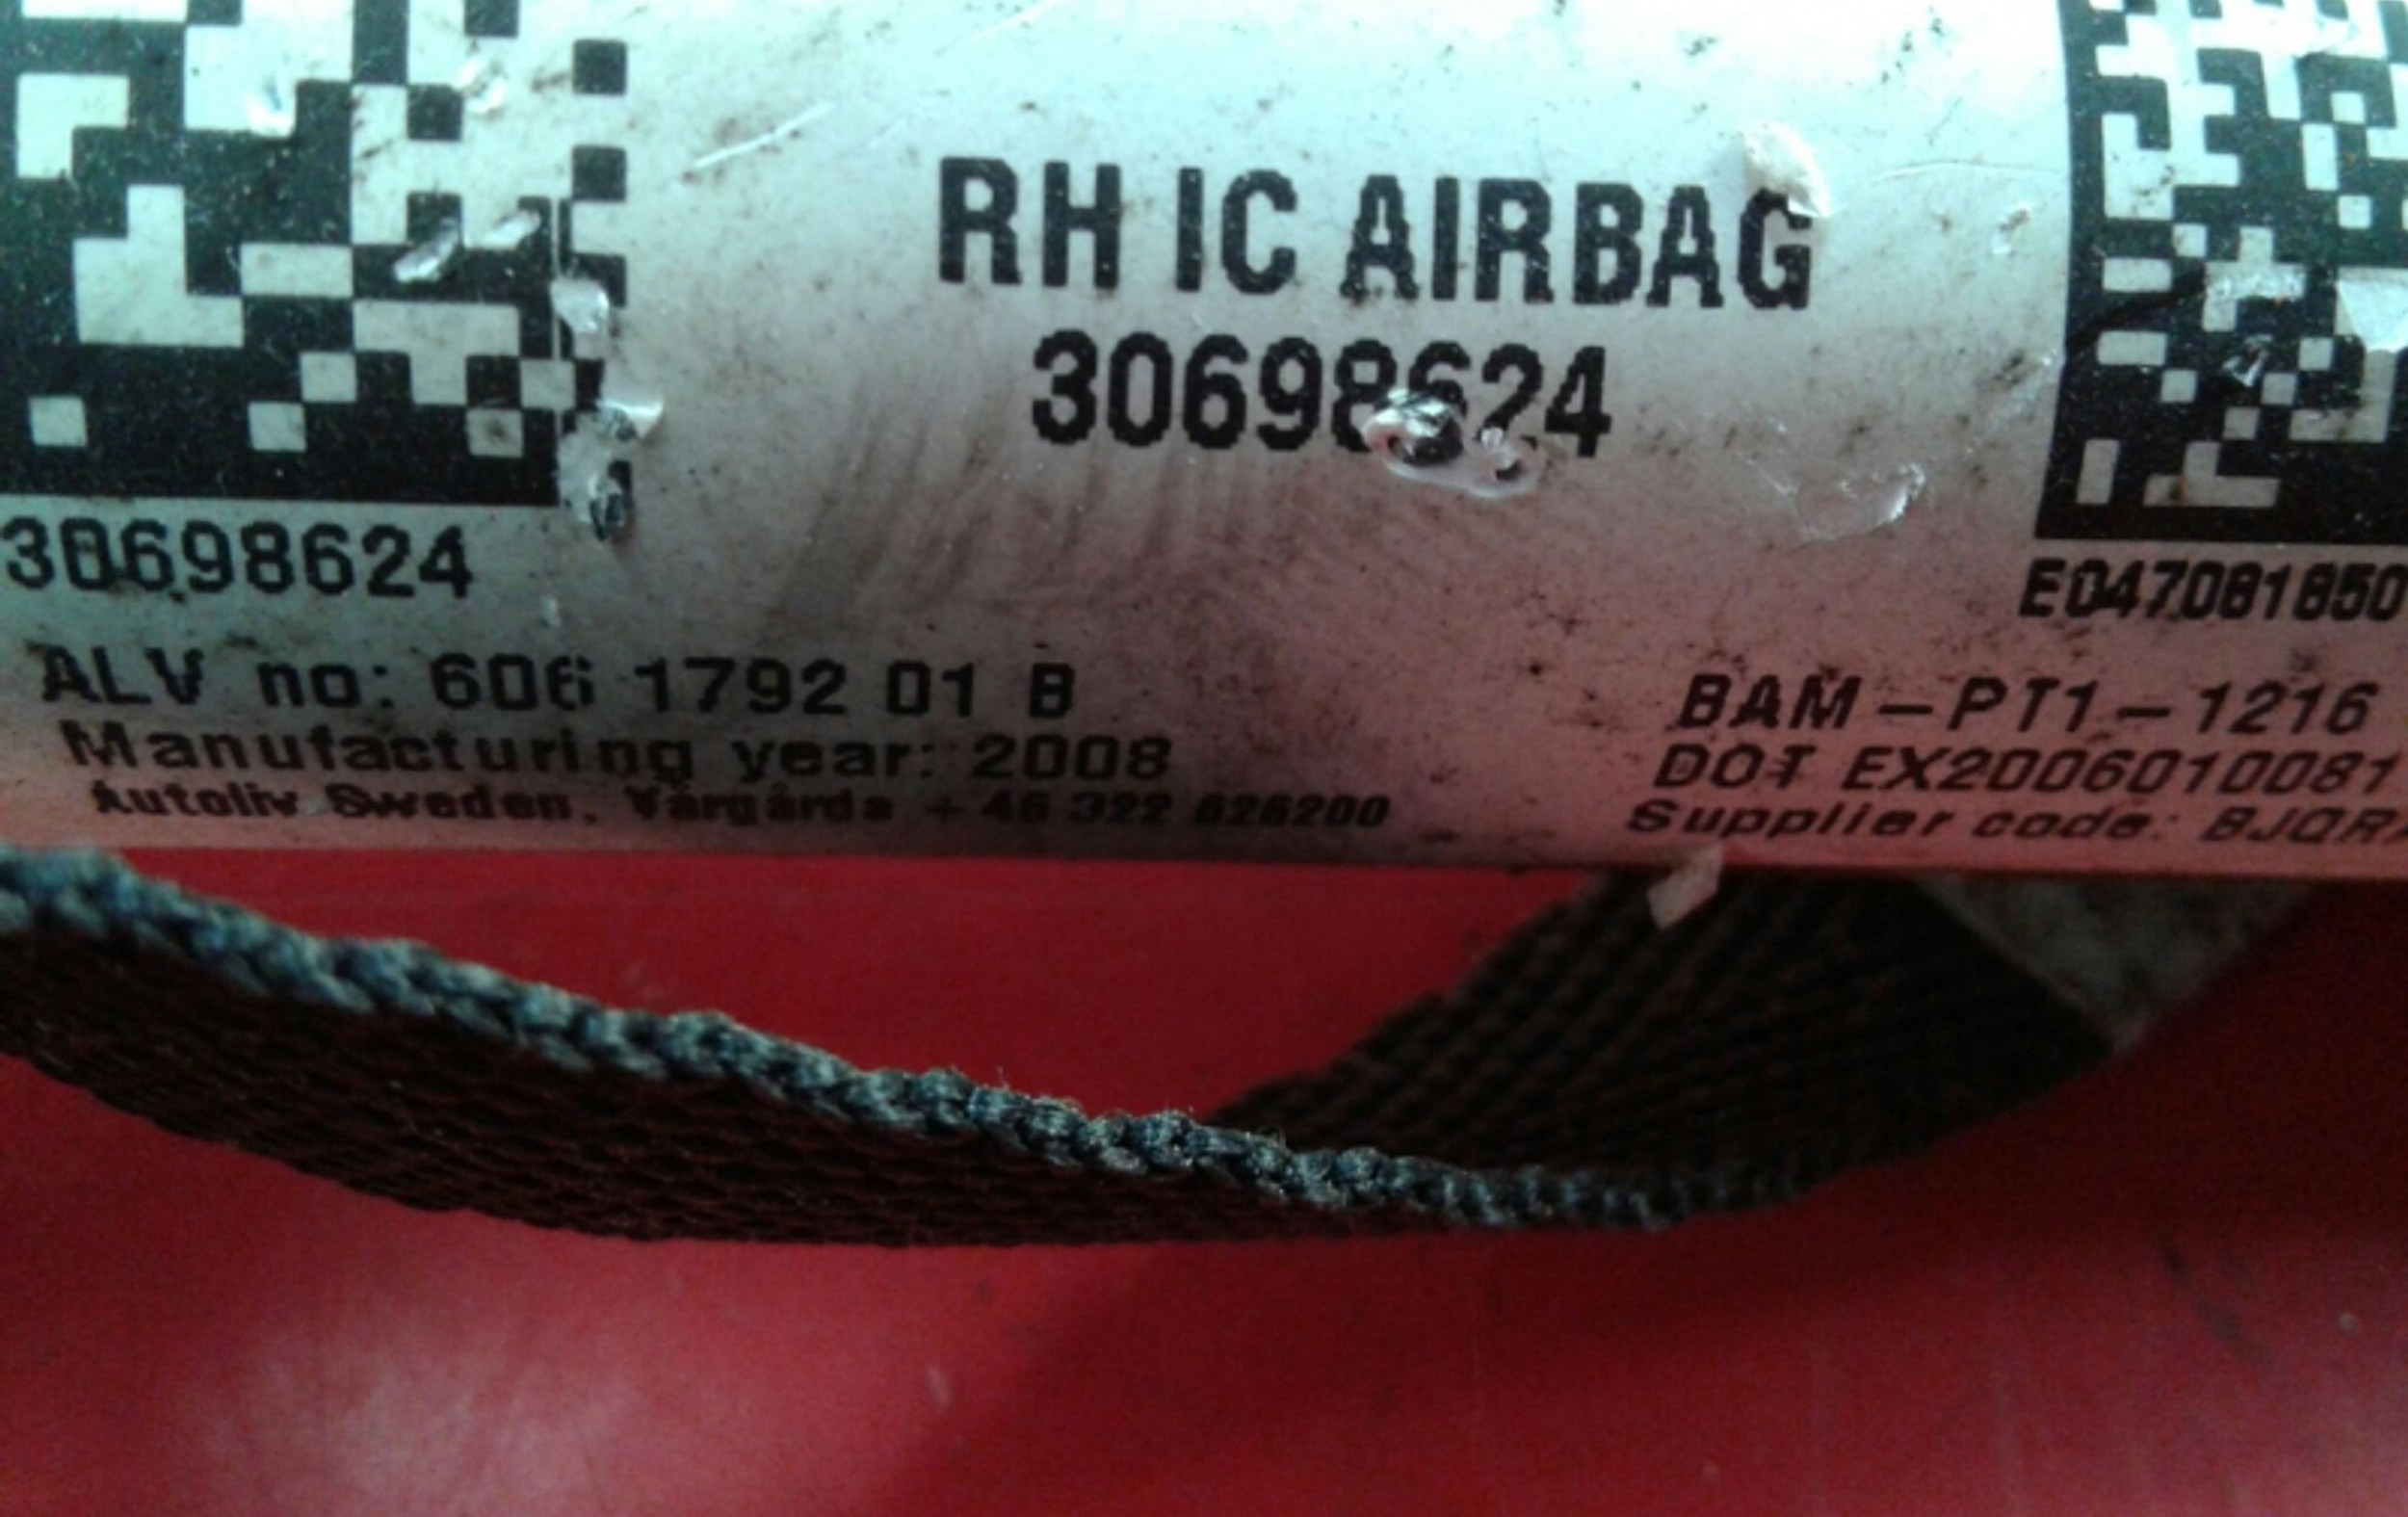 RH IC AIRBAG
30698624
30698624
E047081850
ALV no: 606 1792 01 B
BAM-PT1-1216
Manufacturing year: 2008
DOT EX2006010081
Autoliv Sweden, Vårgårda + 46 322 626200
Supplier code: BJQR